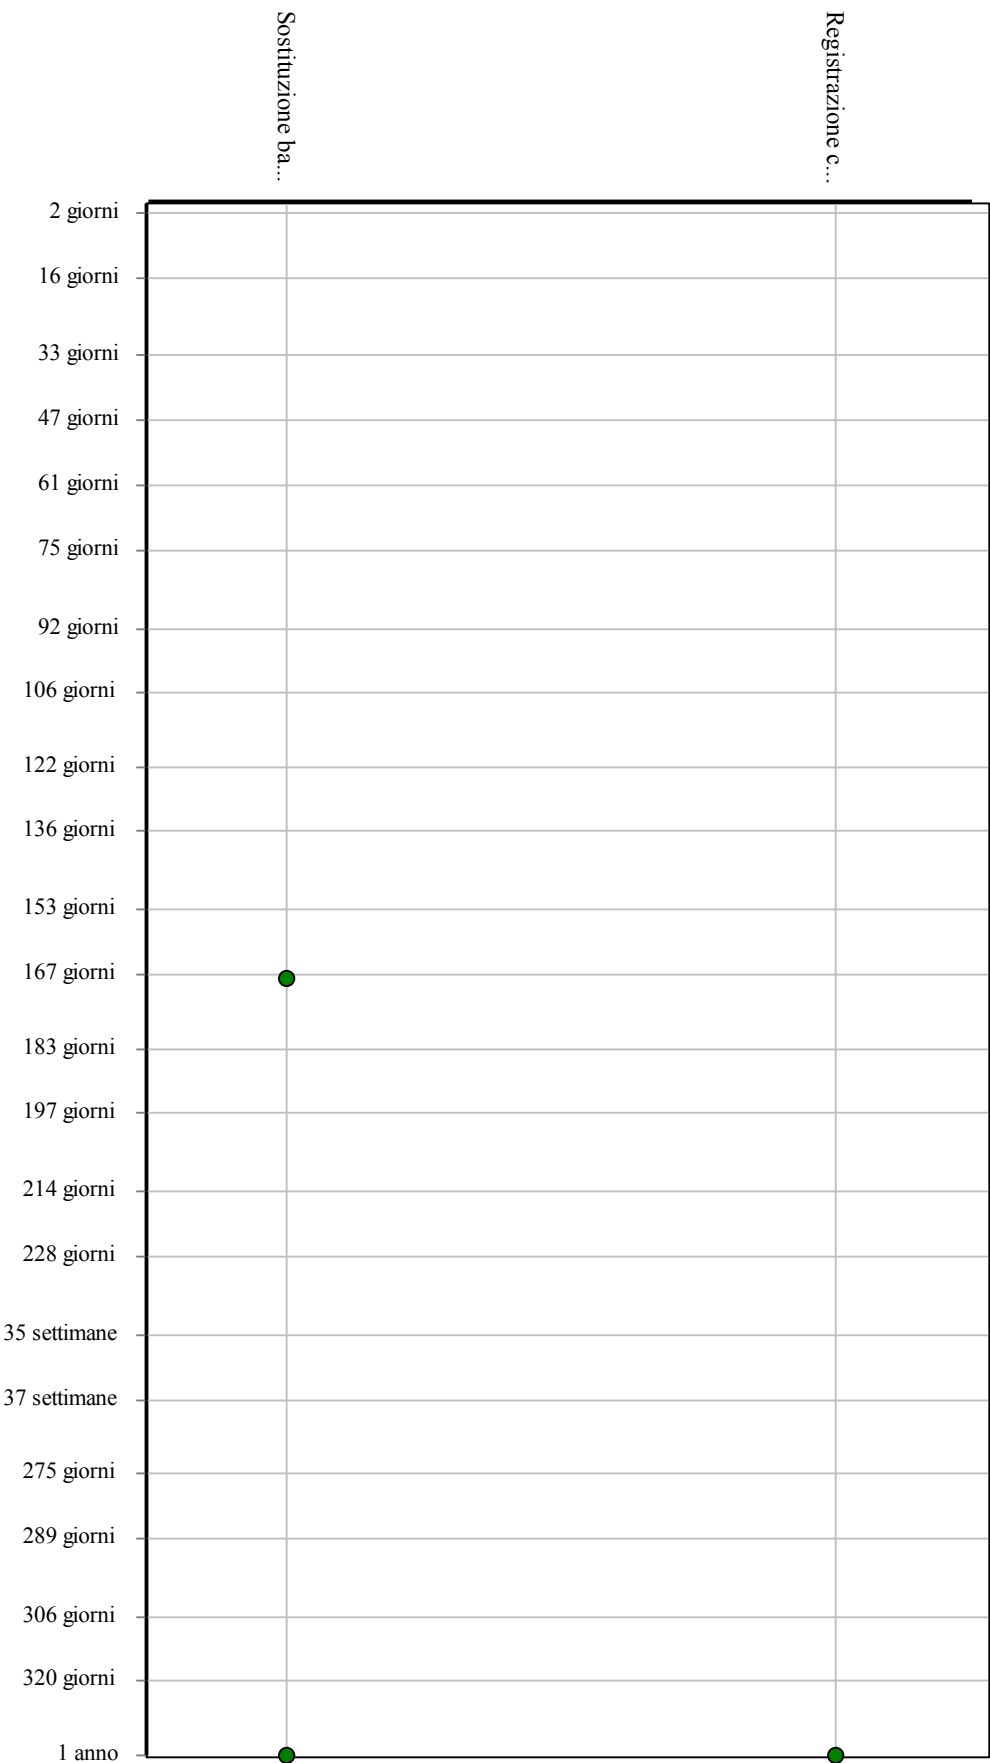 Sostituzione ba...
Registrazione c...
2 giorni
16 giorni
33 giorni
47 giorni
61 giorni
75 giorni
92 giorni
106 giorni
122 giorni
136 giorni
153 giorni
167 giorni
183 giorni
197 giorni
214 giorni
228 giorni
35 settimane
37 settimane
275 giorni
289 giorni
306 giorni
320 giorni
1 anno